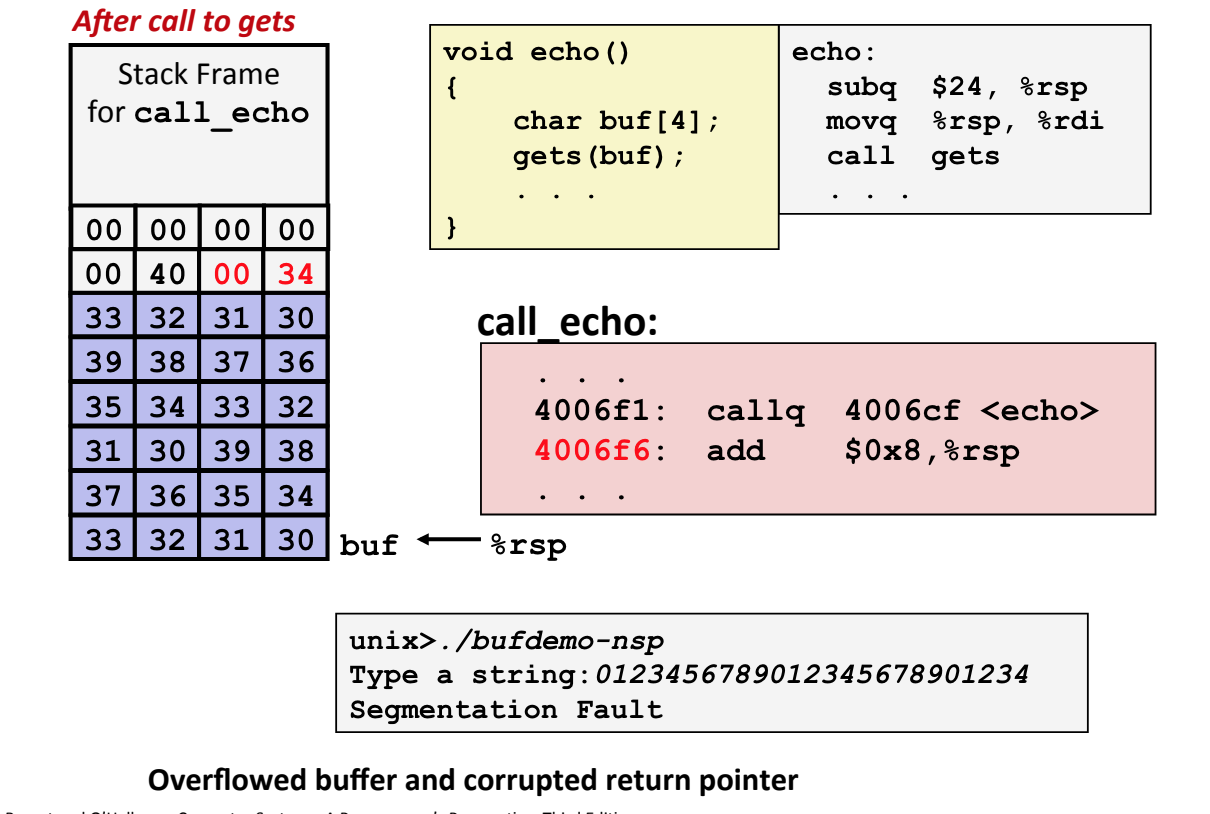 After call to gets
Stack Frame
for call_echo
00 00 00 00
00 40 00 34
33 32 31 30
39 38 37 36
35 34 33 32
31 30 39 38
37 36 35 34
33 32 31 30
buf
%rsp
void echo()
{
char buf[4];
gets(buf);
. . .
}
echo:
subq $24, %rsp
movq %rsp, %rdi
call gets
. . .
call_echo:
. . .
4006f1: callq 4006cf <echo>
4006f6: add $0x8,%rsp
. . .
unix>./bufdemo-nsp
Type a string:0123456789012345678901234
Segmentation Fault
Overflowed buffer and corrupted return pointer